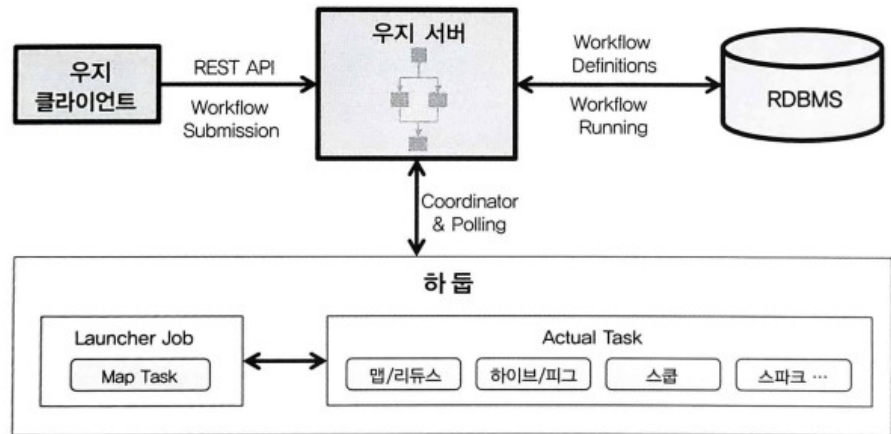 우지
클라이언트
REST API
Workflow
Submission
우지 서버
Workflow
Definitions
Workflow
Running
RDBMS
Coordinator
& Polling
하둡
Launcher Job
Map Task
Actual Task
맵/리듀스
하이브/피그
스쿱
스파크 …